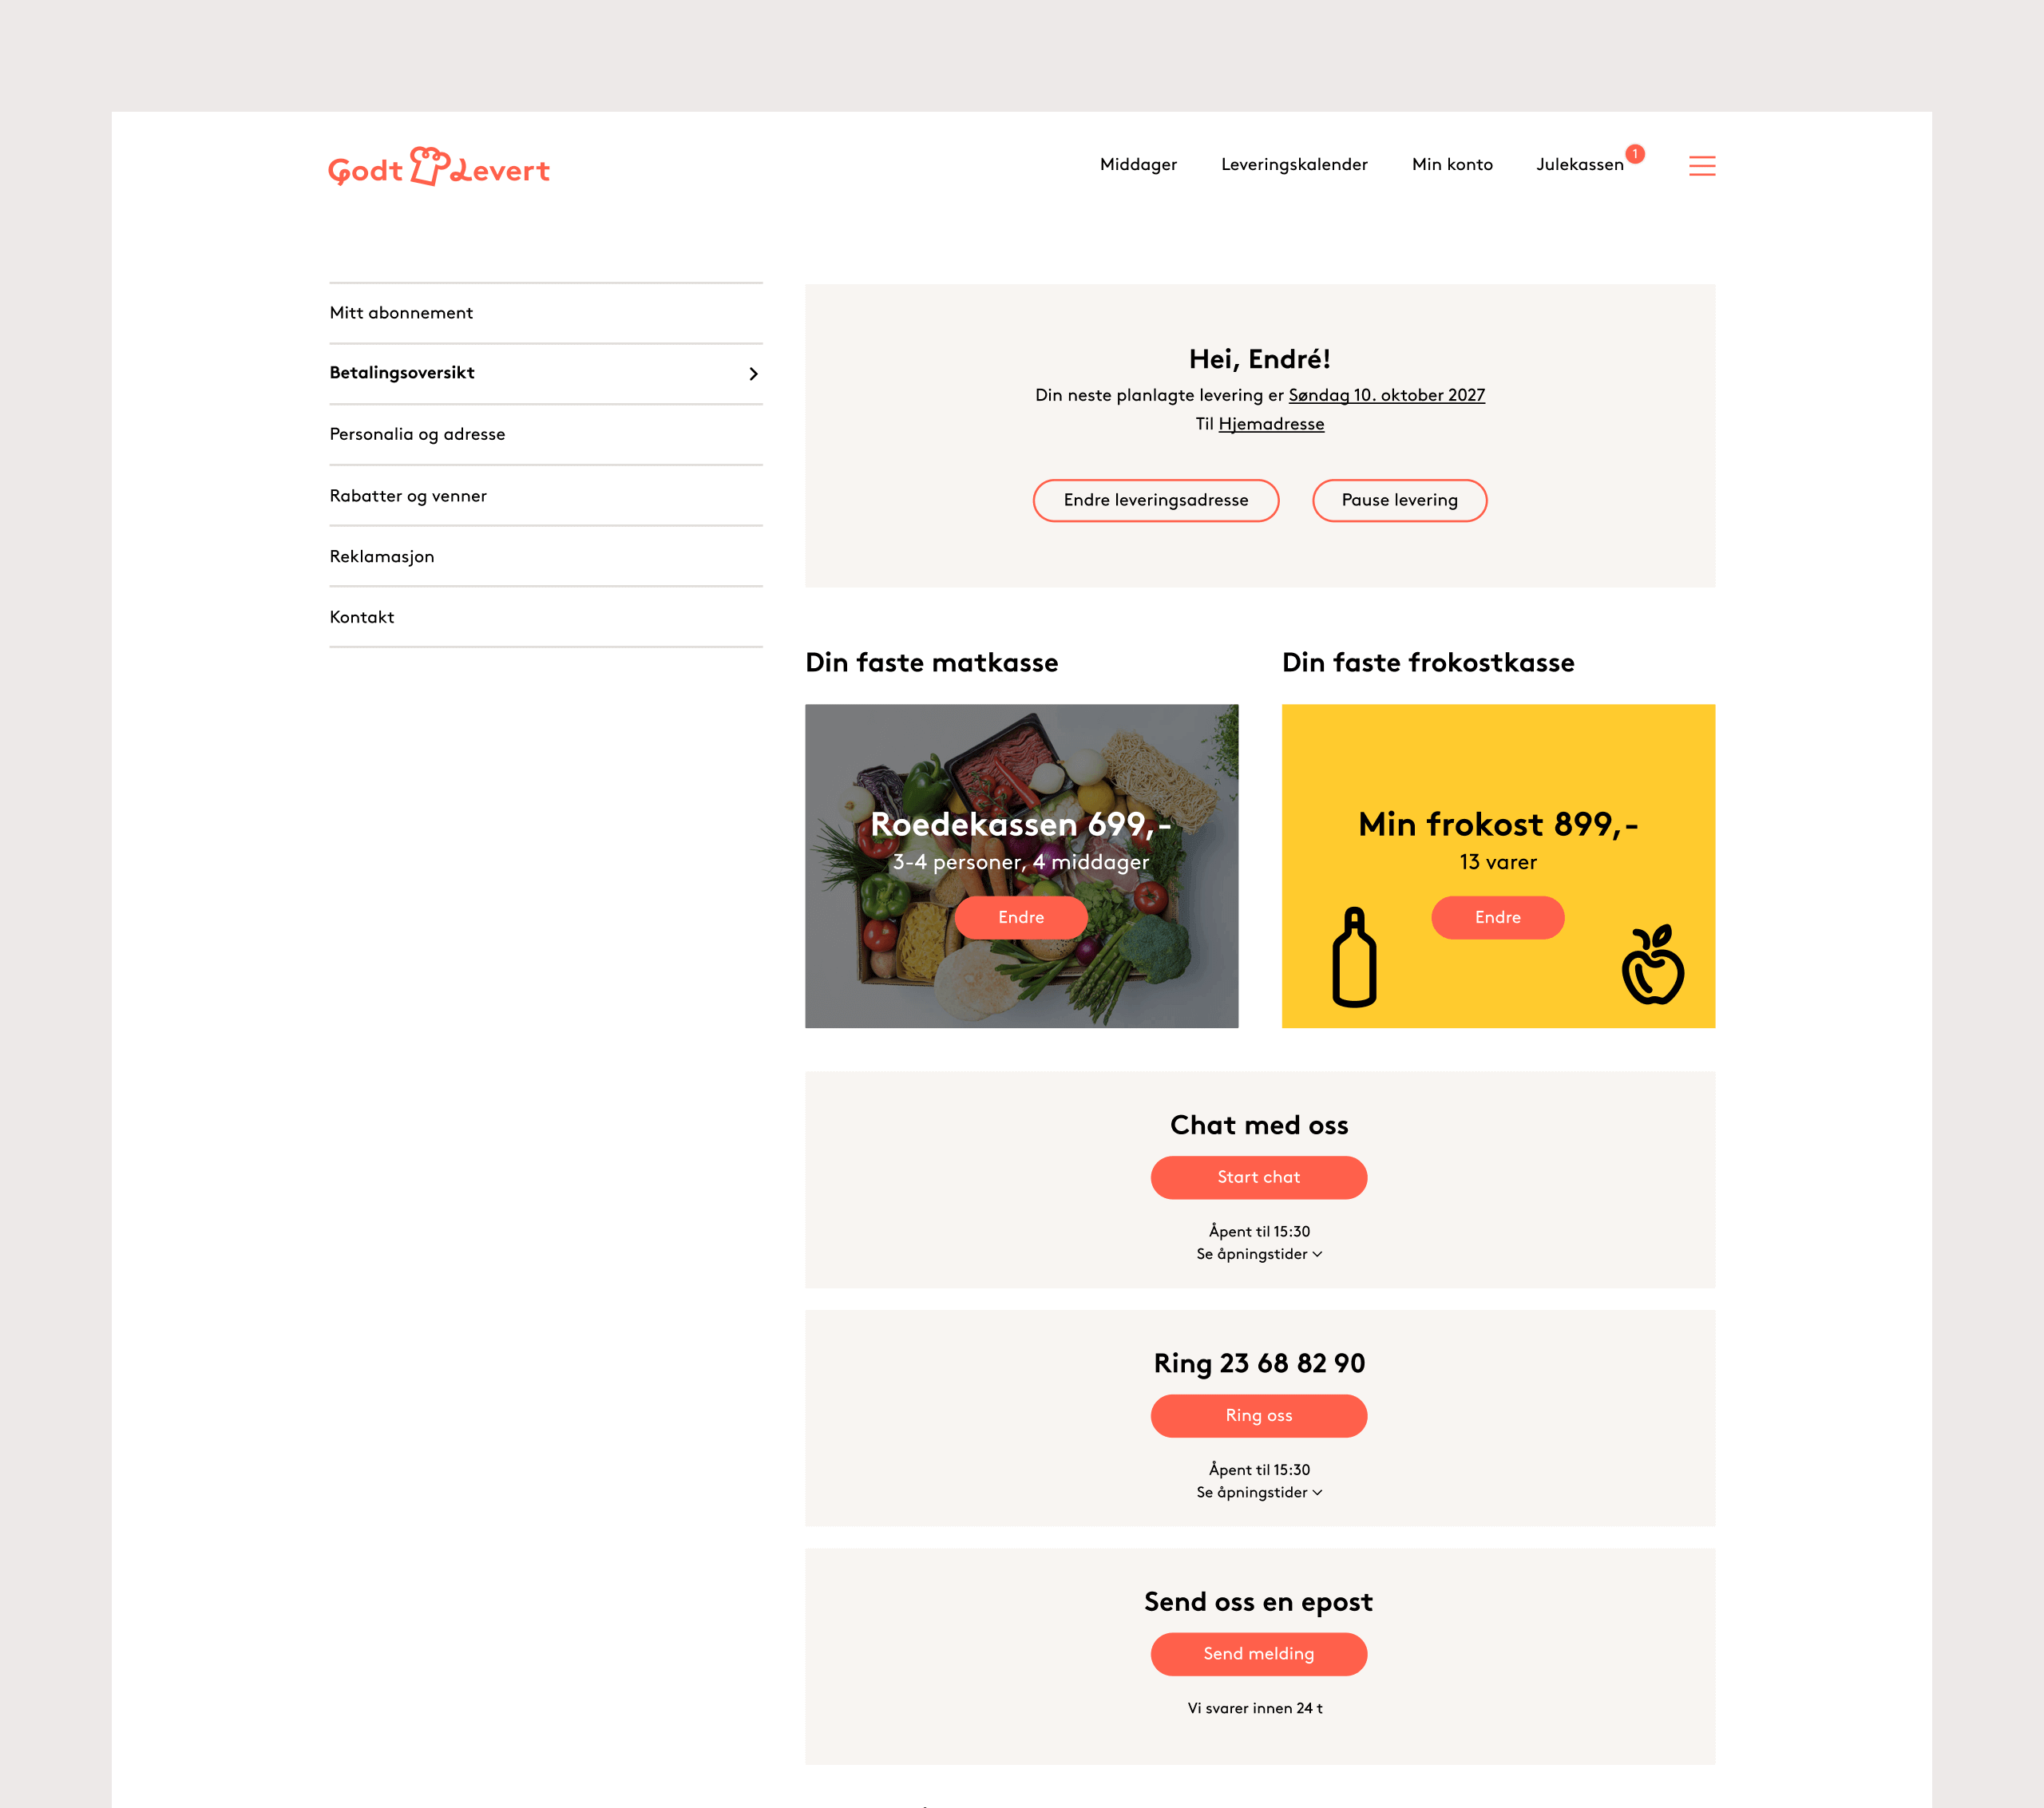 Godt Levert
Middager
Leveringskalender
Min konto
Julekassen
1
Mitt abonnement
Betalingsoversikt
Personalia og adresse
Rabatter og venner
Reklamasjon
Kontakt
Hei, Endré!
Din neste planlagte levering er Søndag 10. oktober 2027
Til Hjemadresse
Endre leveringsadresse
Pause levering
Din faste matkasse
Roedekassen 699,-
3-4 personer, 4 middager
Endre
Din faste frokostkasse
Min frokost 899,-
13 varer
Endre
Chat med oss
Start chat
Åpent til 15:30
Se åpningstider
Ring 23 68 82 90
Ring oss
Åpent til 15:30
Se åpningstider
Send oss en epost
Send melding
Vi svarer innen 24 t